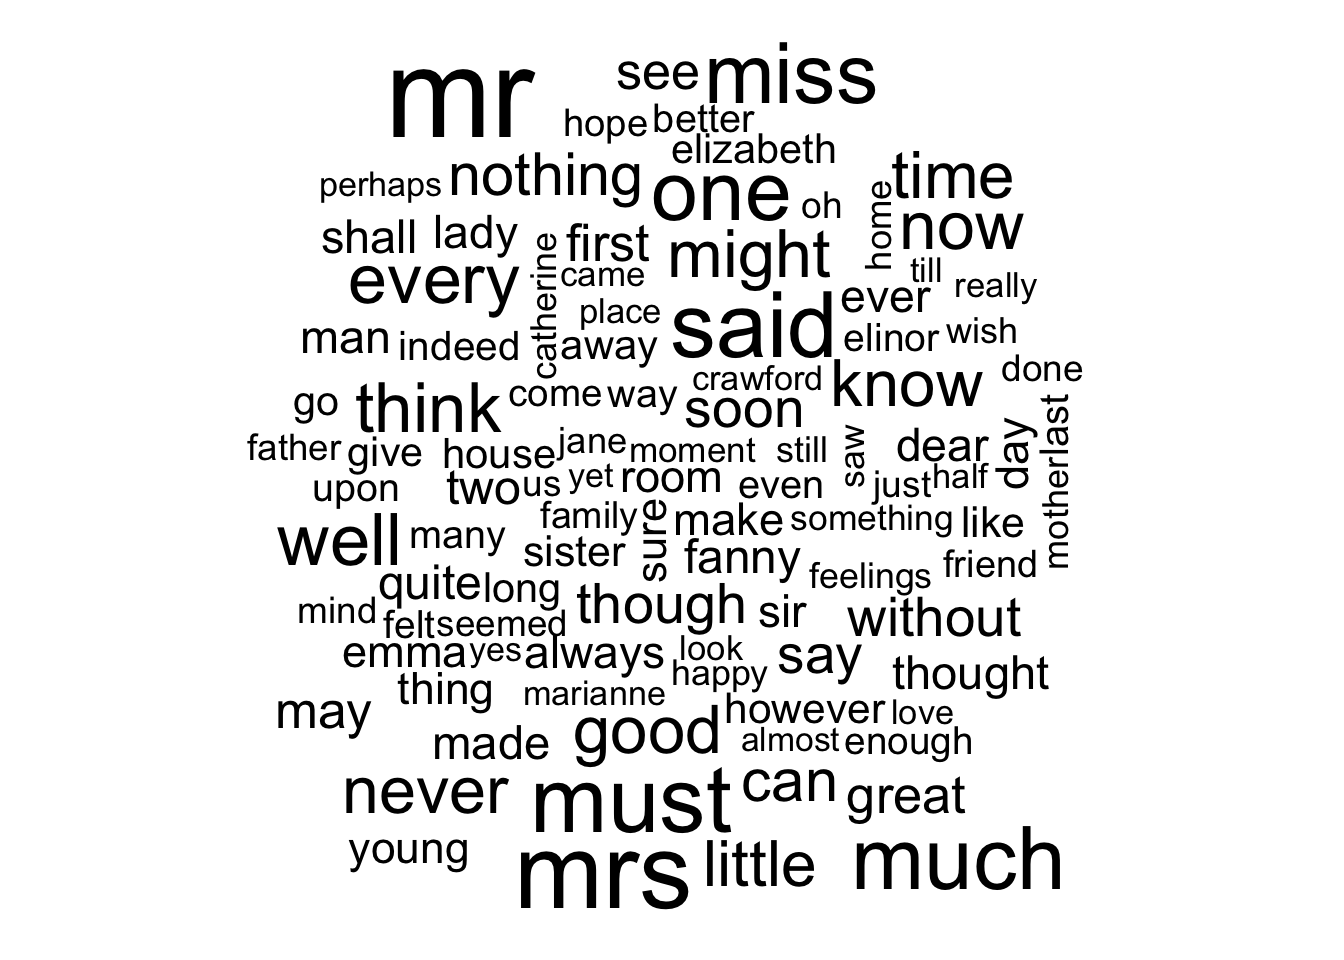 mr see miss
hope better
elizabeth
perhaps nothing one oh home time
shall lady first might now
every catherine came till really
place said ever
man indeed away elinor wish
go think come way crawford know done
soon
father give house jane moment still saw dear day last
upon two us yet room even just half
well many family sure make something like mother
sister fanny feelings friend
quite long
mind felt seemed though sir without
emma yes always look say thought
happy
thing marianne
may made good however love
almost enough
never must can great
young mrs little much